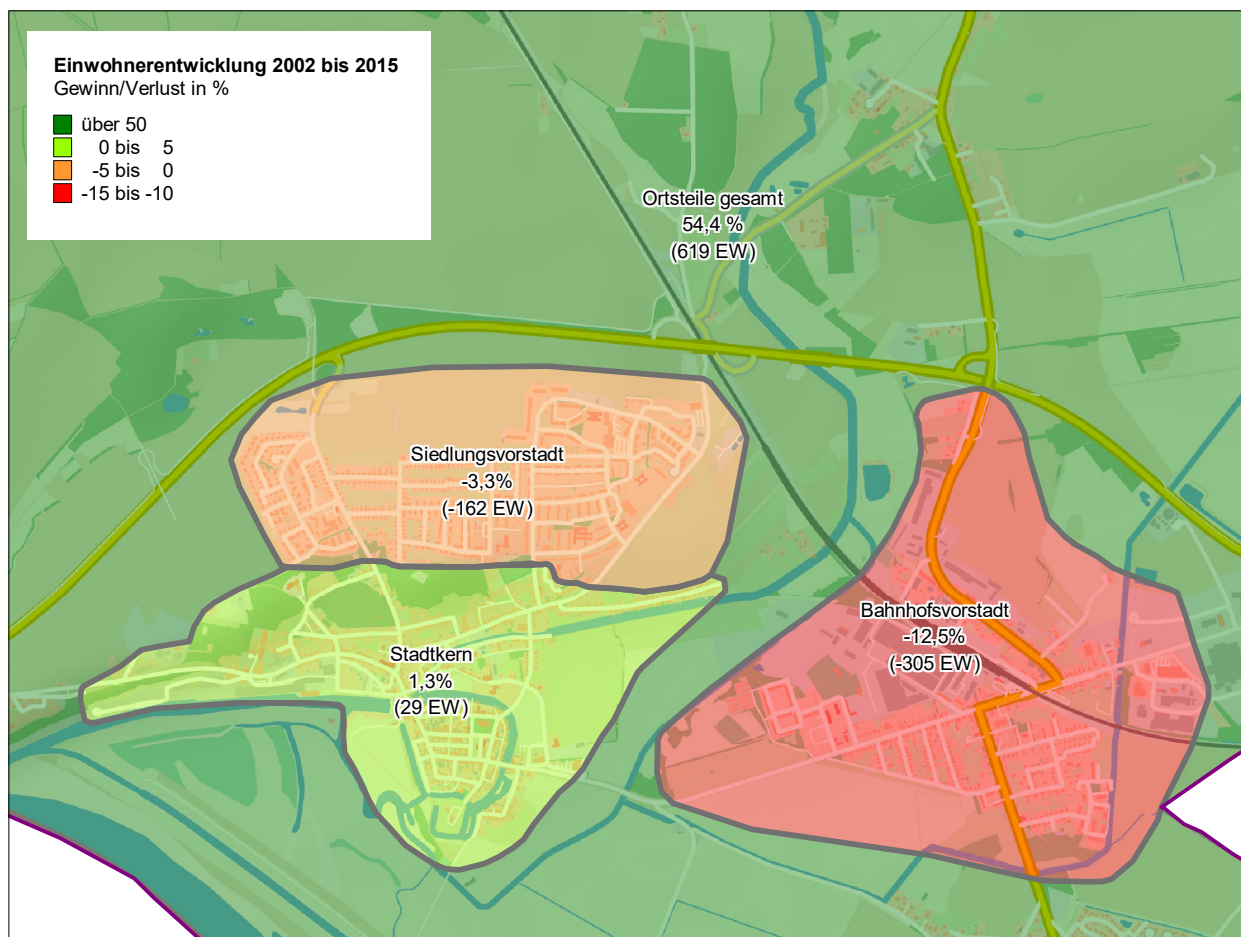 Einwohnerentwicklung 2002 bis 2015
Gewinn/Verlust in %
über 50
0 bis 5
-5 bis 0
-15 bis -10
Ortsteile gesamt
54,4 %
(619 EW)
Siedlungsvorstadt
-3,3%
(-162 EW)
Bahnhofsvorstadt
-12,5%
(-305 EW)
Stadtkern
1,3%
(29 EW)